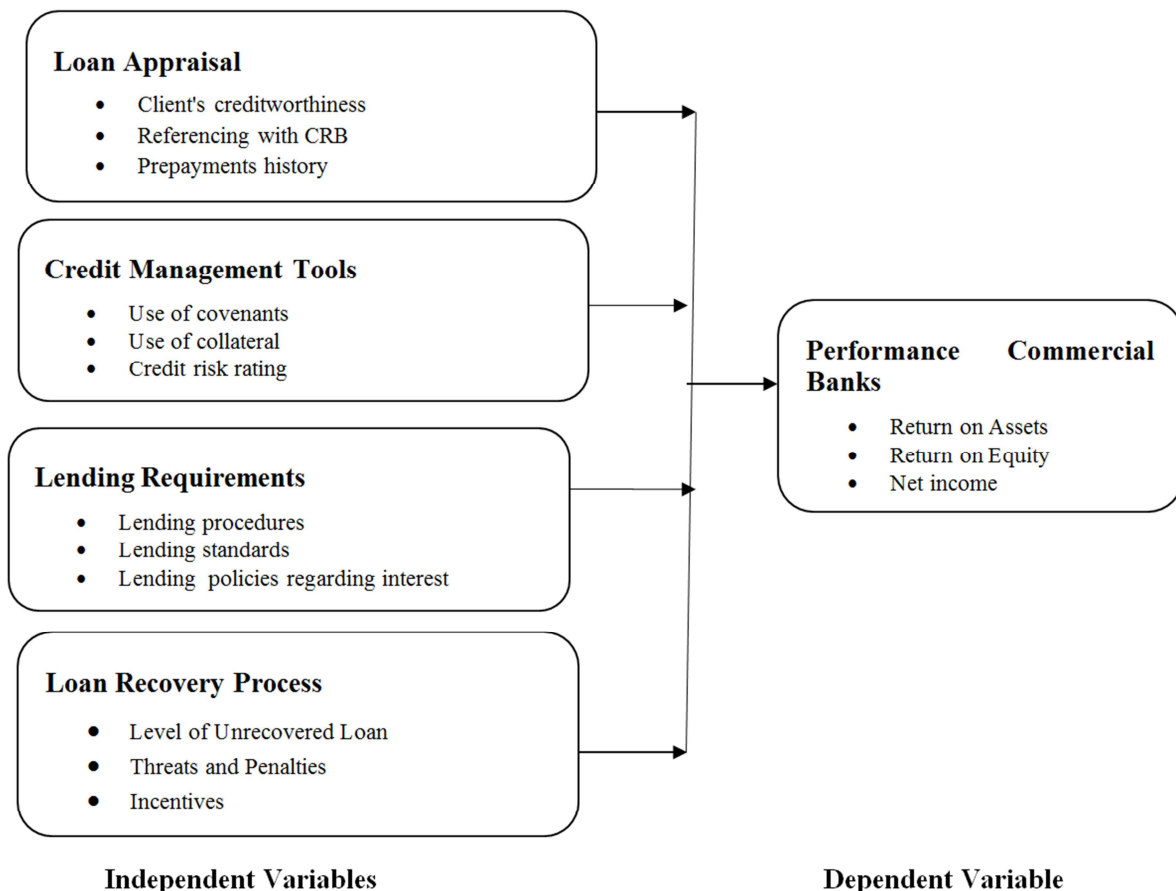 Loan Appraisal
• Client's creditworthiness
• Referencing with CRB
• Prepayments history
Credit Management Tools
• Use of covenants
• Use of collateral
• Credit risk rating
Lending Requirements
• Lending procedures
• Lending standards
• Lending policies regarding interest
Loan Recovery Process
• Level of Unrecovered Loan
• Threats and Penalties
• Incentives
Performance Commercial
Banks
• Return on Assets
• Return on Equity
• Net income
Independent Variables
Dependent Variable